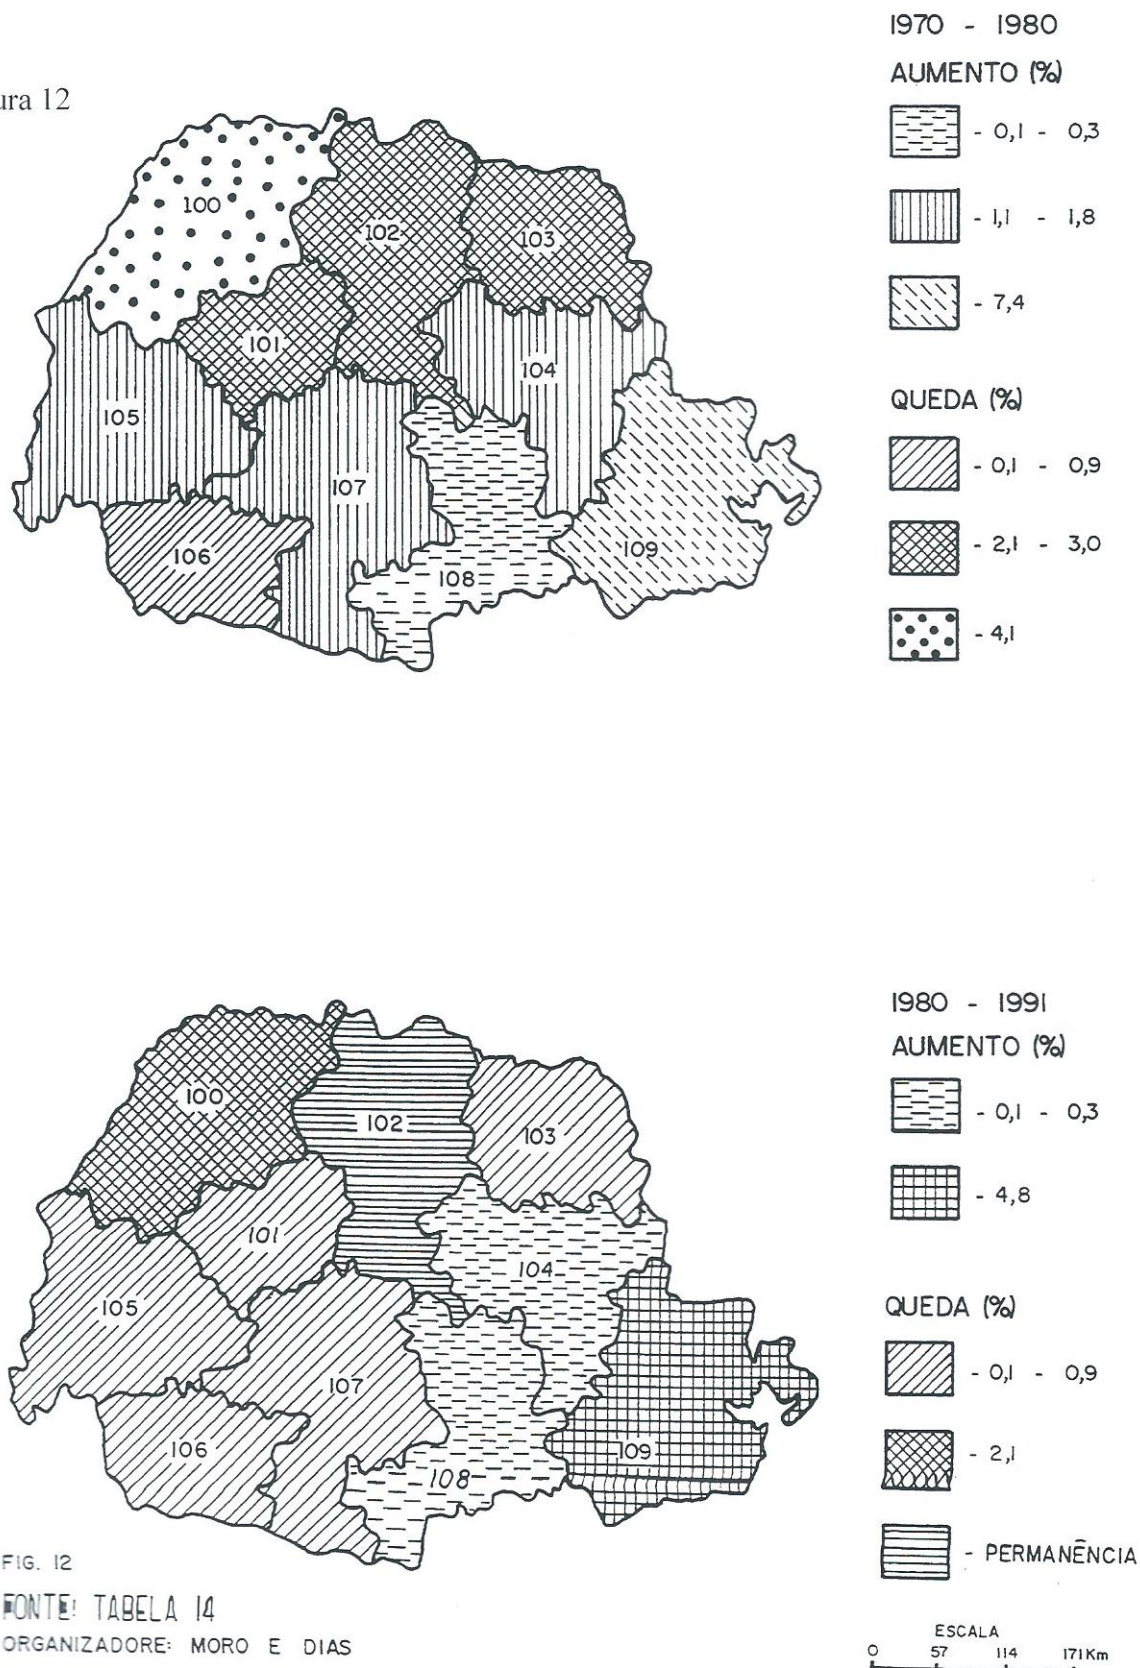 ura 12
1970 - 1980
AUMENTO (%)
- 0,1 - 0,3
- 1,1 - 1,8
- 7,4
QUEDA (%)
- 0,1 - 0,9
- 2,1 - 3,0
- 4,1
100
102
103
101
104
105
107
106
108
109
1980 - 1991
AUMENTO (%)
- 0,1 - 0,3
- 4,8
QUEDA (%)
- 0,1 - 0,9
- 2,1
- PERMANÊNCIA
100
102
103
101
104
105
107
106
108
109
FIG. 12
FONTE: TABELA 14
ORGANIZADORE: MORO E DIAS
ESCALA
0 57 114 171 Km